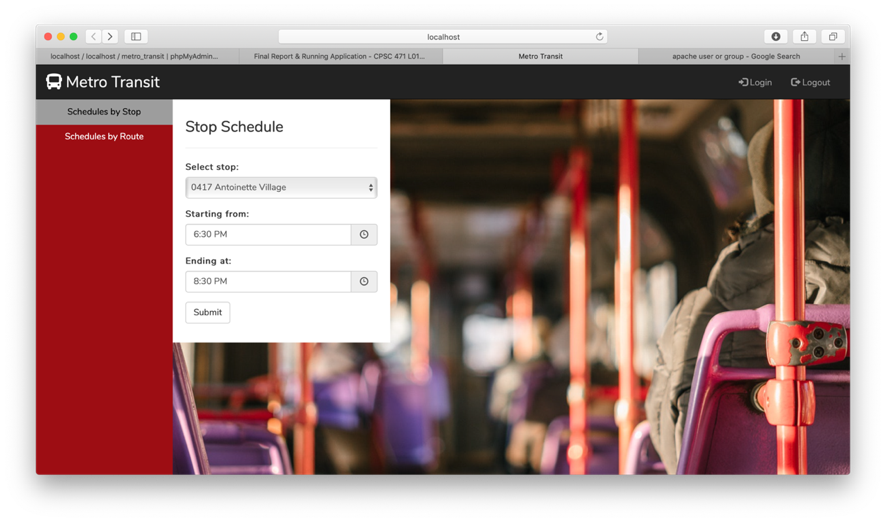 localhost
localhost / localhost / metro_transit | phpMyAdmin...
Final Report & Running Application - CPSC 471 L01...
Metro Transit
apache user or group - Google Search
Metro Transit
Login
Logout
Schedules by Stop
Schedules by Route
Stop Schedule
Select stop:
0417 Antoinette Village
Starting from:
6:30 PM
Ending at:
8:30 PM
Submit